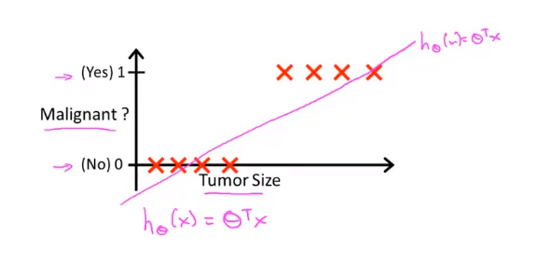 hθ(x) = θᵀx
→ (Yes) 1
Malignant ?
→ (No) 0
Tumor Size
hθ(x) = θᵀx